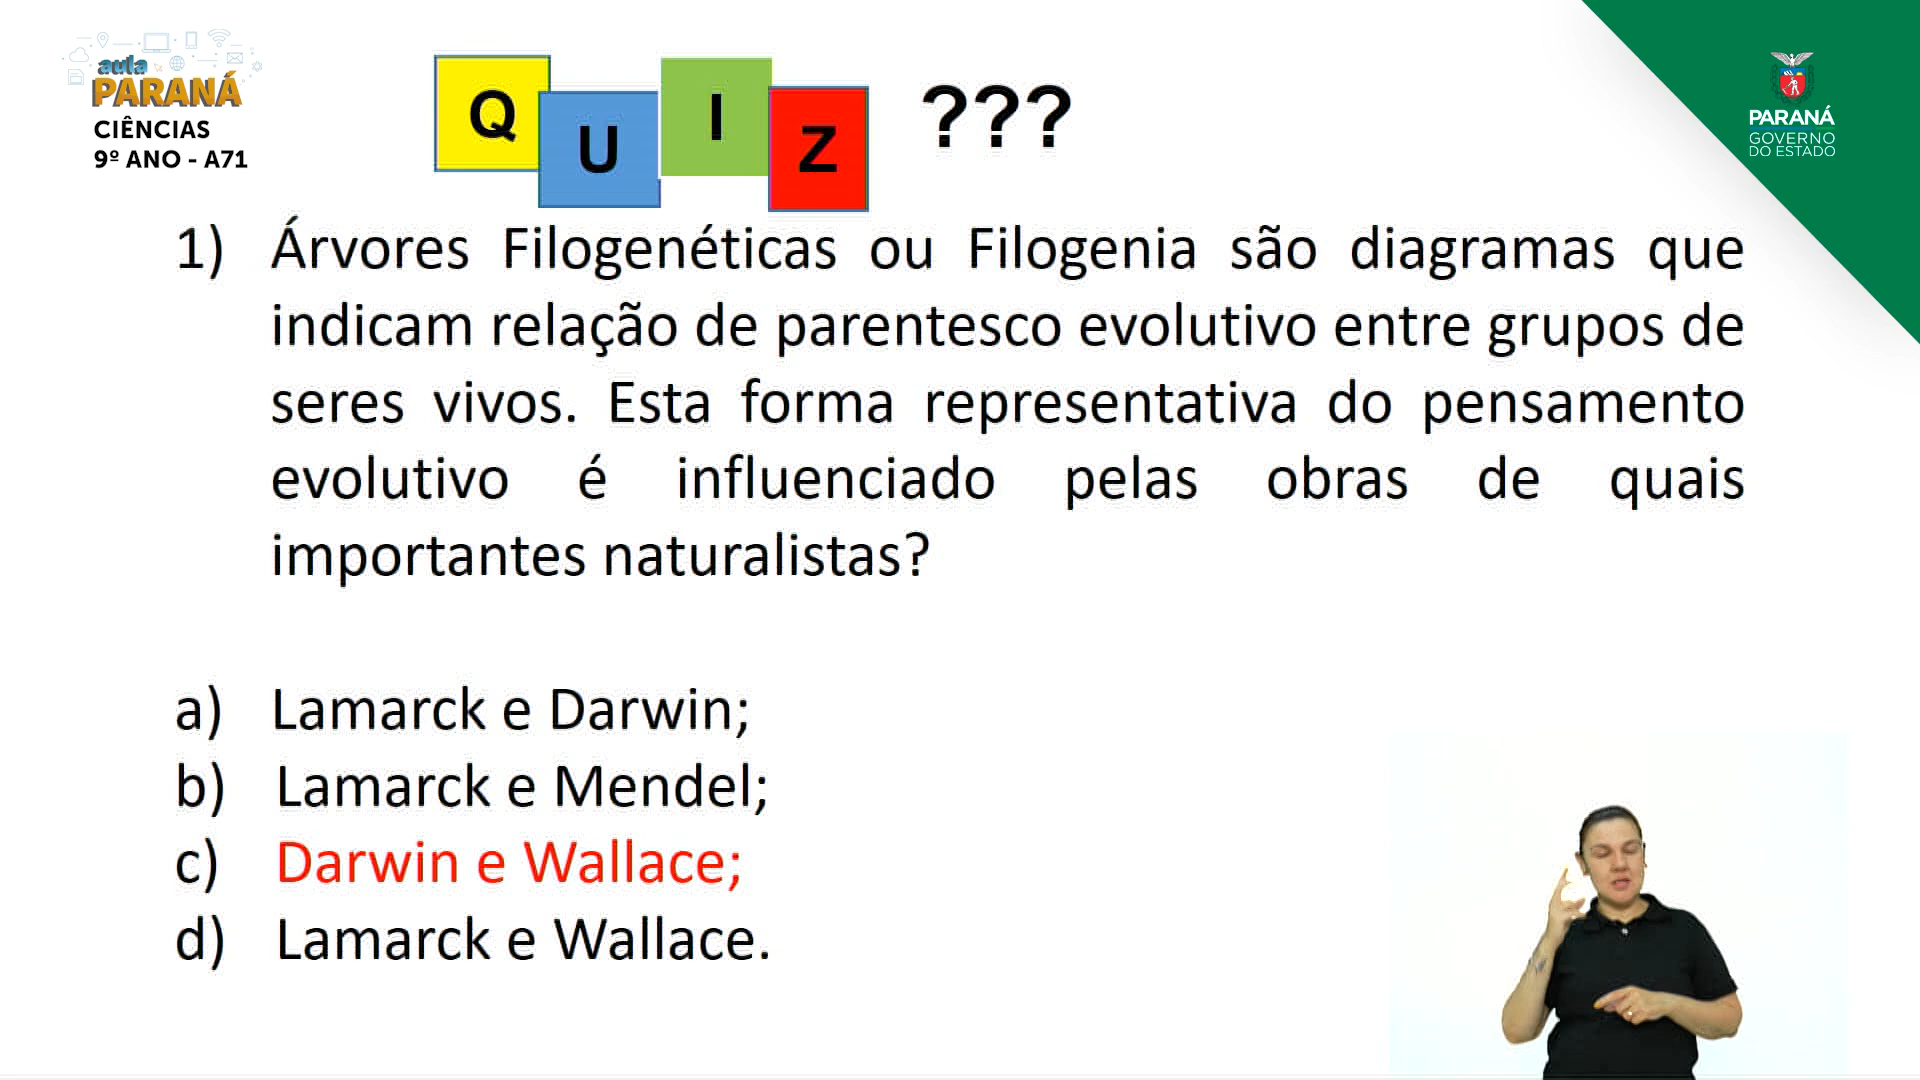 aula
PARANÁ
CIÊNCIAS
9º ANO - A71
Q U I Z ???
PARANÁ
GOVERNO
DO ESTADO
1) Árvores Filogenéticas ou Filogenia são diagramas que
indicam relação de parentesco evolutivo entre grupos de
seres vivos. Esta forma representativa do pensamento
evolutivo é influenciado pelas obras de quais
importantes naturalistas?
a) Lamarck e Darwin;
b) Lamarck e Mendel;
c) Darwin e Wallace;
d) Lamarck e Wallace.